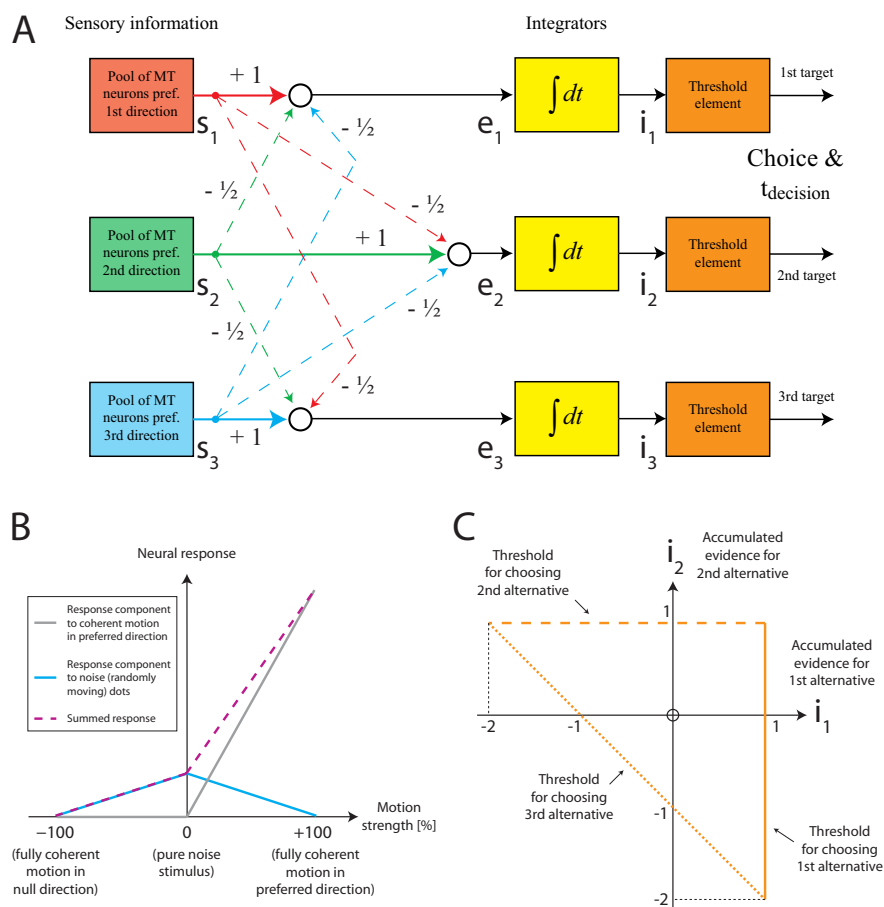 A
Sensory information
Integrators
Pool of MT
neurons pref.
1st direction
+ 1
s1
- ½
e1
∫ dt
i1
Threshold
element
1st target
Choice &
tdecision
- ½
- ½
Pool of MT
neurons pref.
2nd direction
+ 1
s2
e2
∫ dt
i2
Threshold
element
2nd target
- ½
- ½
- ½
Pool of MT
neurons pref.
3rd direction
+ 1
s3
e3
∫ dt
i3
Threshold
element
3rd target
B
Neural response
Response component
to coherent motion
in preferred direction
Response component
to noise (randomly
moving) dots
Summed response
Motion
strength [%]
−100
0
+100
(fully coherent
motion in
null direction)
(pure noise
stimulus)
(fully coherent
motion in
preferred direction)
C
i2
Accumulated
evidence for
2nd alternative
Threshold
for choosing
2nd alternative
1
Accumulated
evidence for
1st alternative
i1
-2
-1
1
Threshold
for choosing
3rd alternative
-1
Threshold
for choosing
1st alternative
-2